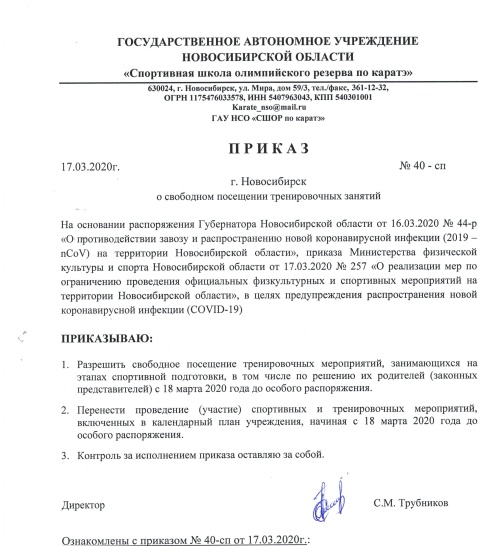 ГОСУДАРСТВЕННОЕ АВТОНОМНОЕ УЧРЕЖДЕНИЕ
НОВОСИБИРСКОЙ ОБЛАСТИ
«Спортивная школа олимпийского резерва по каратэ»
630024, г. Новосибирск, ул. Мира, дом 59/3, тел./факс, 361-12-32,
ОГРН 1175476033578, ИНН 5407963043, КПП 540301001
Karate_nso@mail.ru
ГАУ НСО «СШОР по каратэ»
П Р И К А З
17.03.2020г. № 40 - сп
г. Новосибирск
о свободном посещении тренировочных занятий
На основании распоряжения Губернатора Новосибирской области от 16.03.2020 № 44-р
«О противодействии завозу и распространению новой коронавирусной инфекции (2019 –
nCoV) на территории Новосибирской области», приказа Министерства физической
культуры и спорта Новосибирской области от 17.03.2020 № 257 «О реализации мер по
ограничению проведения официальных физкультурных и спортивных мероприятий на
территории Новосибирской области», в целях предупреждения распространения новой
коронавирусной инфекции (COVID-19)
ПРИКАЗЫВАЮ:
1. Разрешить свободное посещение тренировочных мероприятий, занимающихся на
этапах спортивной подготовки, в том числе по решению их родителей (законных
представителей) с 18 марта 2020 года до особого распоряжения.
2. Перенести проведение (участие) спортивных и тренировочных мероприятий,
включенных в календарный план учреждения, начиная с 18 марта 2020 года до
особого распоряжения.
3. Контроль за исполнением приказа оставляю за собой.
Директор С.М. Трубников
Ознакомлены с приказом № 40-сп от 17.03.2020г.: